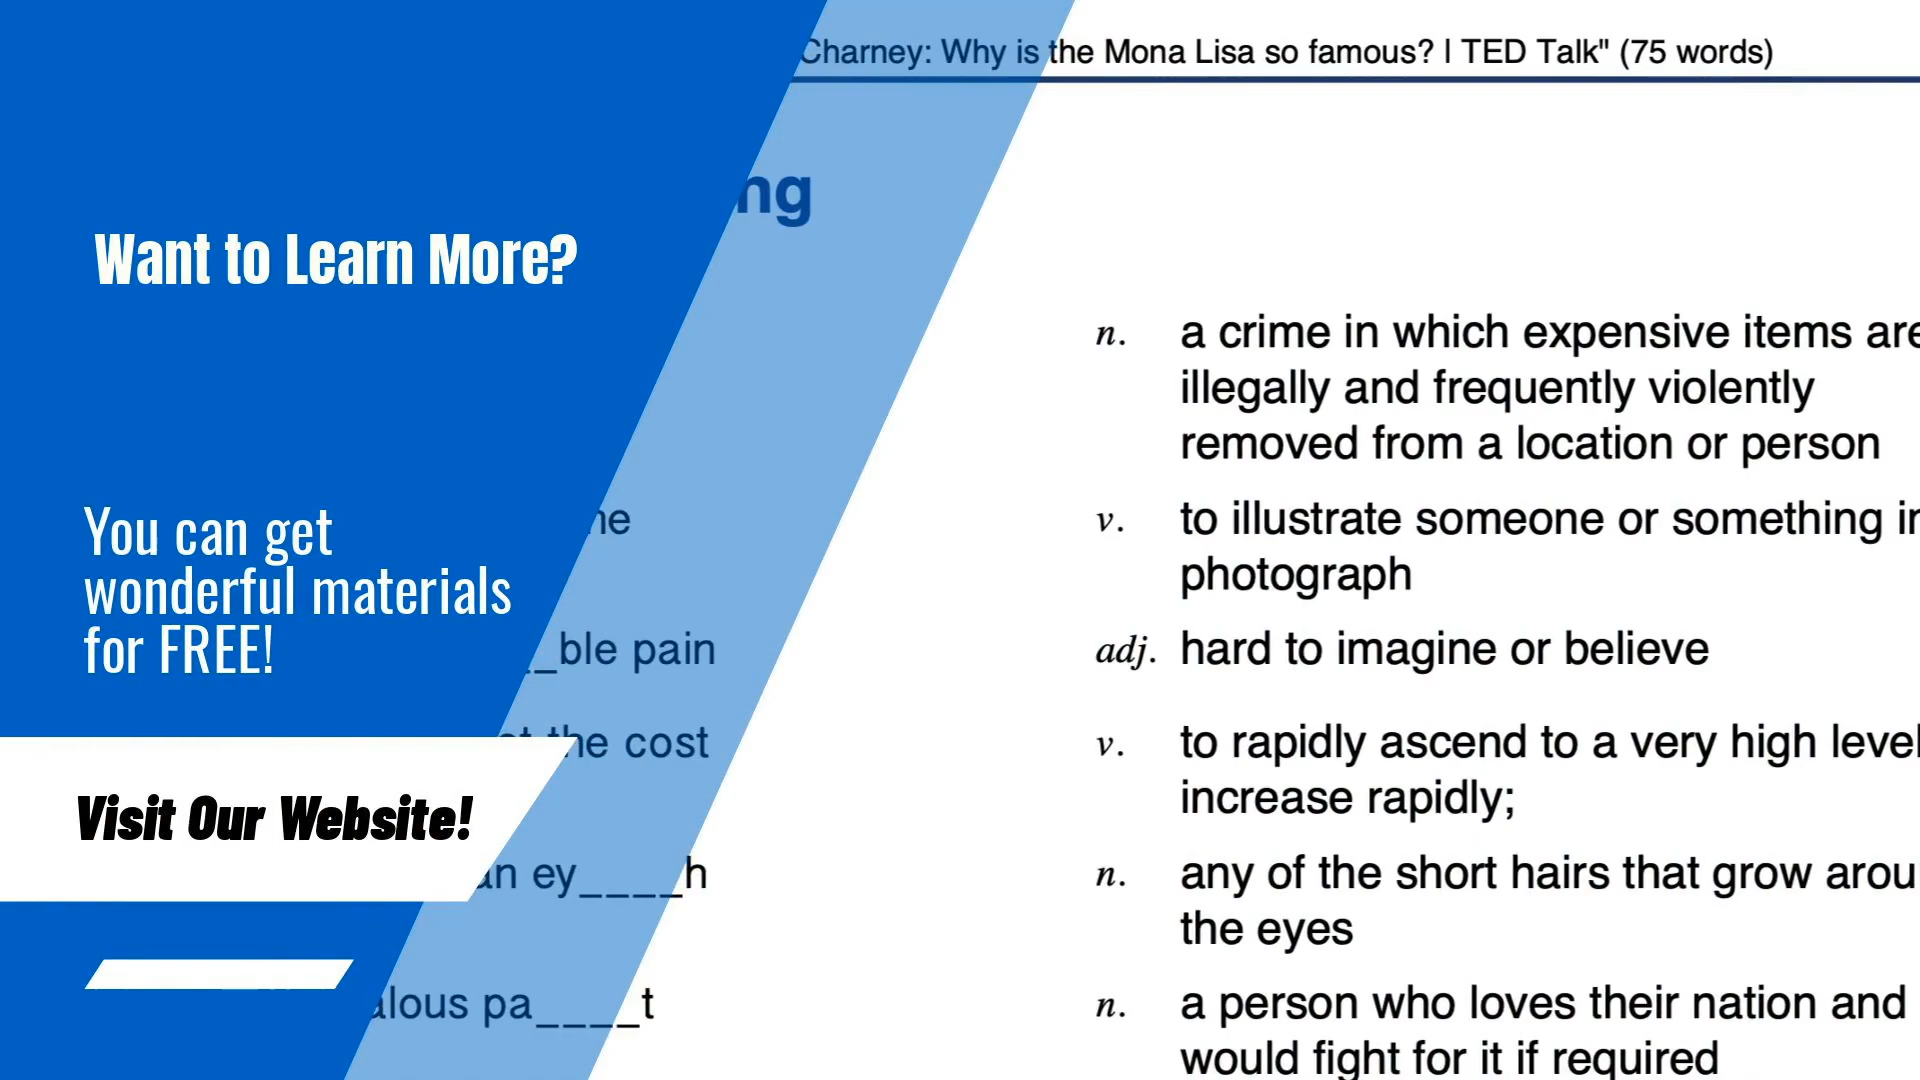 Charney: Why is the Mona Lisa so famous? | TED Talk" (75 words)
ng
Want to Learn More?
n. a crime in which expensive items are
illegally and frequently violently
removed from a location or person
You can get
wonderful materials
for FREE!
v. to illustrate someone or something in
photograph
_ble pain
adj. hard to imagine or believe
the cost
v. to rapidly ascend to a very high level
increase rapidly;
Visit Our Website!
an ey____h
n. any of the short hairs that grow arou
the eyes
alous pa____t
n. a person who loves their nation and
would fight for it if required